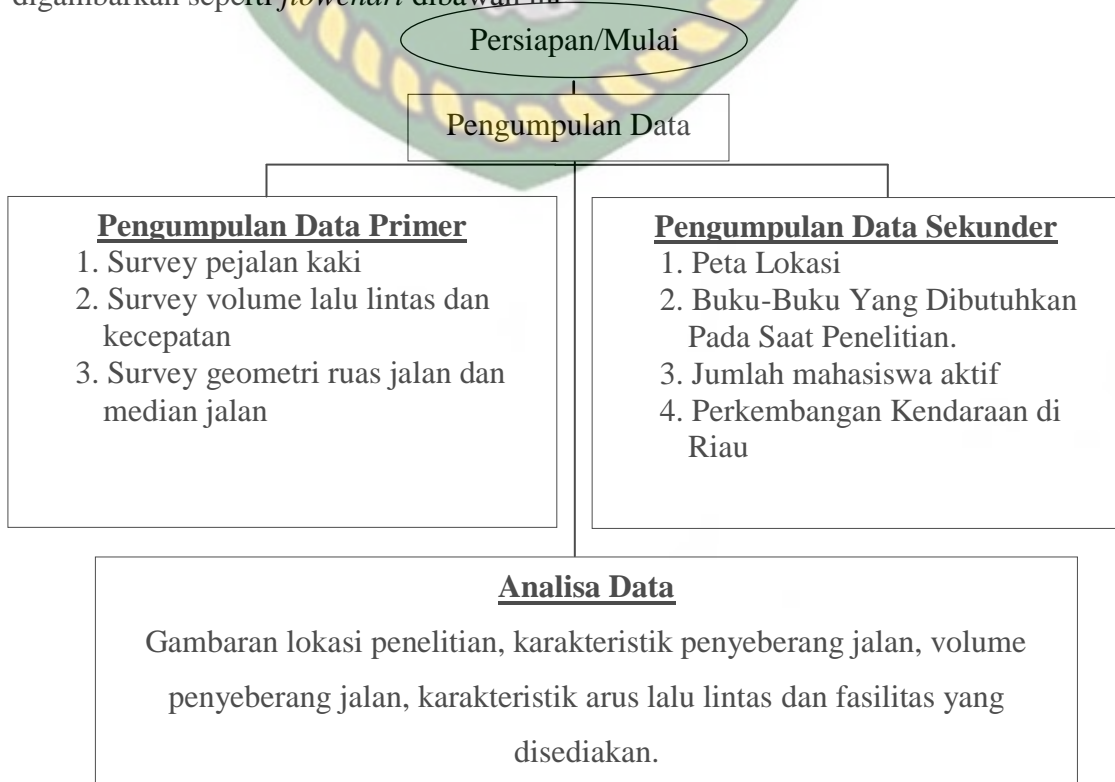 digambarkan seperti flowchart dibawah ini
Persiapan/Mulai
Pengumpulan Data
Pengumpulan Data Primer
1. Survey pejalan kaki
2. Survey volume lalu lintas dan
kecepatan
3. Survey geometri ruas jalan dan
median jalan
Pengumpulan Data Sekunder
1. Peta Lokasi
2. Buku-Buku Yang Dibutuhkan
Pada Saat Penelitian.
3. Jumlah mahasiswa aktif
4. Perkembangan Kendaraan di
Riau
Analisa Data
Gambaran lokasi penelitian, karakteristik penyeberang jalan, volume
penyeberang jalan, karakteristik arus lalu lintas dan fasilitas yang
disediakan.